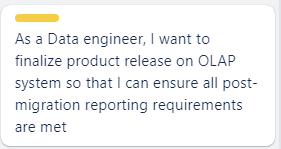 As a Data engineer, I want to
finalize product release on OLAP
system so that I can ensure all post-
migration reporting requirements
are met